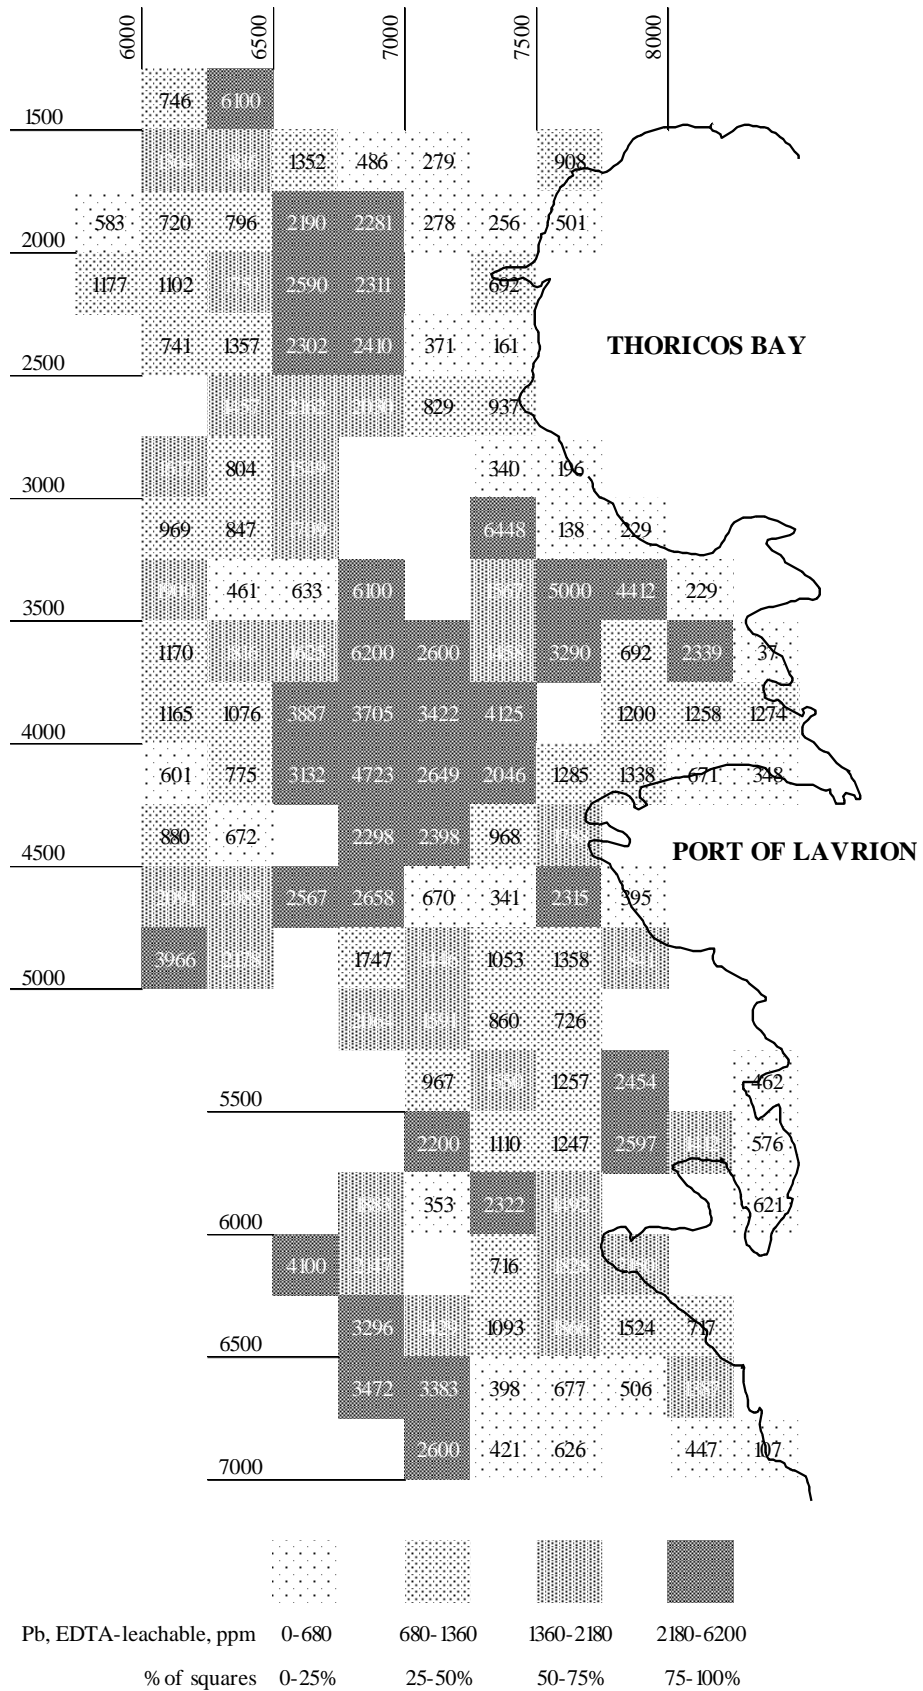 6000 6500 7000 7500 8000
746 6100
1500
1352 486 279 908
583 720 796 2190 2281 278 256 501
2000
1177 1102 2590 2311 692
741 1357 2302 2410 371 161
THORICOS BAY
2500
829 937
804 340 196
3000
969 847 6448 138 229
461 633 6100 5000 4412 229
3500
1170 6200 2600 3290 692 2339 37
1165 1076 3887 3705 3422 4125 1200 1258 1274
4000
601 775 3132 4723 2649 2046 1285 1338 671 348
880 672 2298 2398 968
4500
PORT OF LAVRION
2567 2658 670 341 2315 395
3966 1747 1053 1358
5000
860 726
967 1257 2454 462
5500
2200 1110 1247 2597 576
353 2322 621
6000
4100 716
3296 1093 1524 717
6500
3472 3383 398 677 506
2600 421 626 447 107
7000
Pb, EDTA-leachable, ppm 0-680 680-1360 1360-2180 2180-6200
% of squares 0-25% 25-50% 50-75% 75-100%